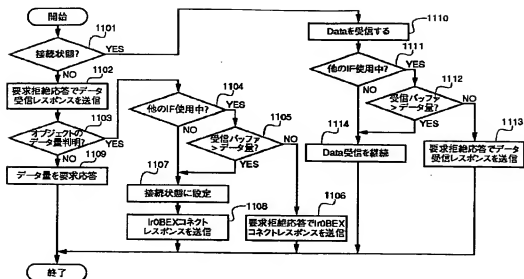 開始
1101
接続状態?
YES
NO
1102
要求拒絶応答でデータ
受信レスポンスを送信
1103
オブジェクトの
データ量判明?
YES
NO
1109
データ量を要求応答
終了
1104
他のIF使用中?
YES
NO
1105
受信バッファ
>データ量?
NO
YES
1107
接続状態に設定
1108
IrOBEXコネクト
レスポンスを送信
1106
要求拒絶応答でIrOBEX
コネクトレスポンスを送信
1110
Dataを受信する
1111
他のIF使用中?
YES
NO
1112
受信バッファ
>データ量?
NO
YES
1114
Data受信を継続
1113
要求拒絶応答でデータ
受信レスポンスを送信